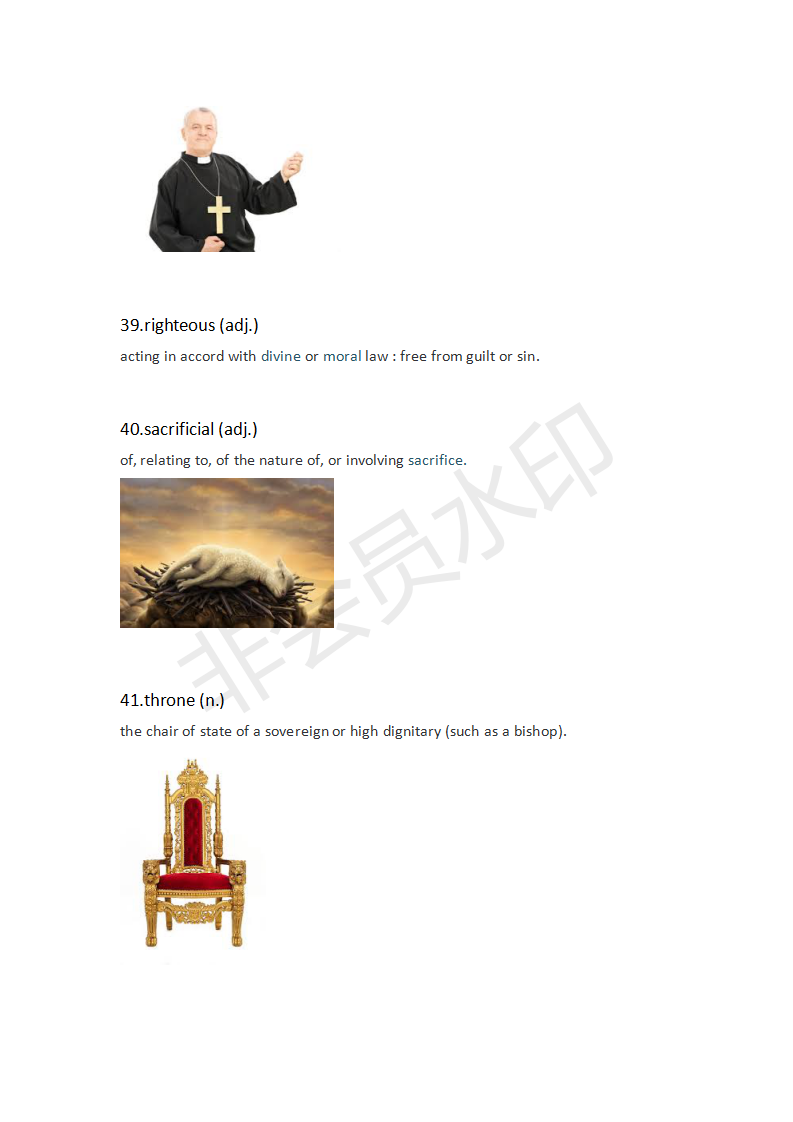 39.righteous (adj.)
acting in accord with divine or moral law : free from guilt or sin.
40.sacrificial (adj.)
of, relating to, of the nature of, or involving sacrifice.
非会员水印
41.throne (n.)
the chair of state of a sovereign or high dignitary (such as a bishop).